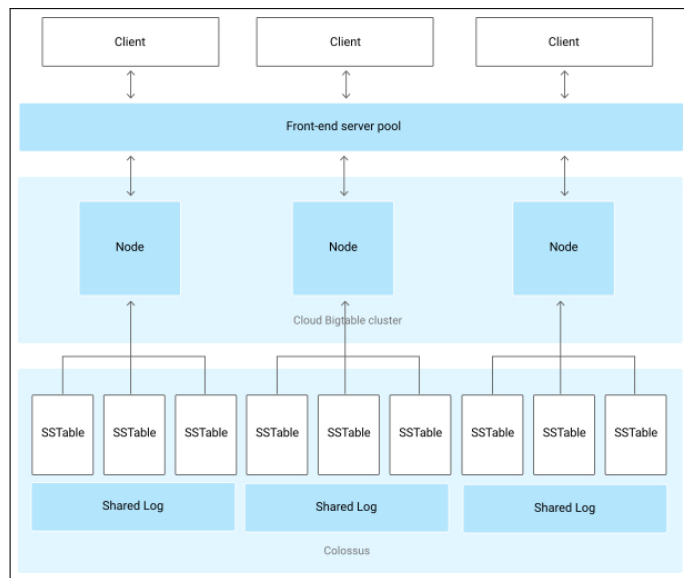 Client
Client
Client
Front-end server pool
Node
Node
Node
Cloud Bigtable cluster
SSTable
SSTable
SSTable
SSTable
SSTable
SSTable
SSTable
SSTable
SSTable
Shared Log
Shared Log
Shared Log
Colossus